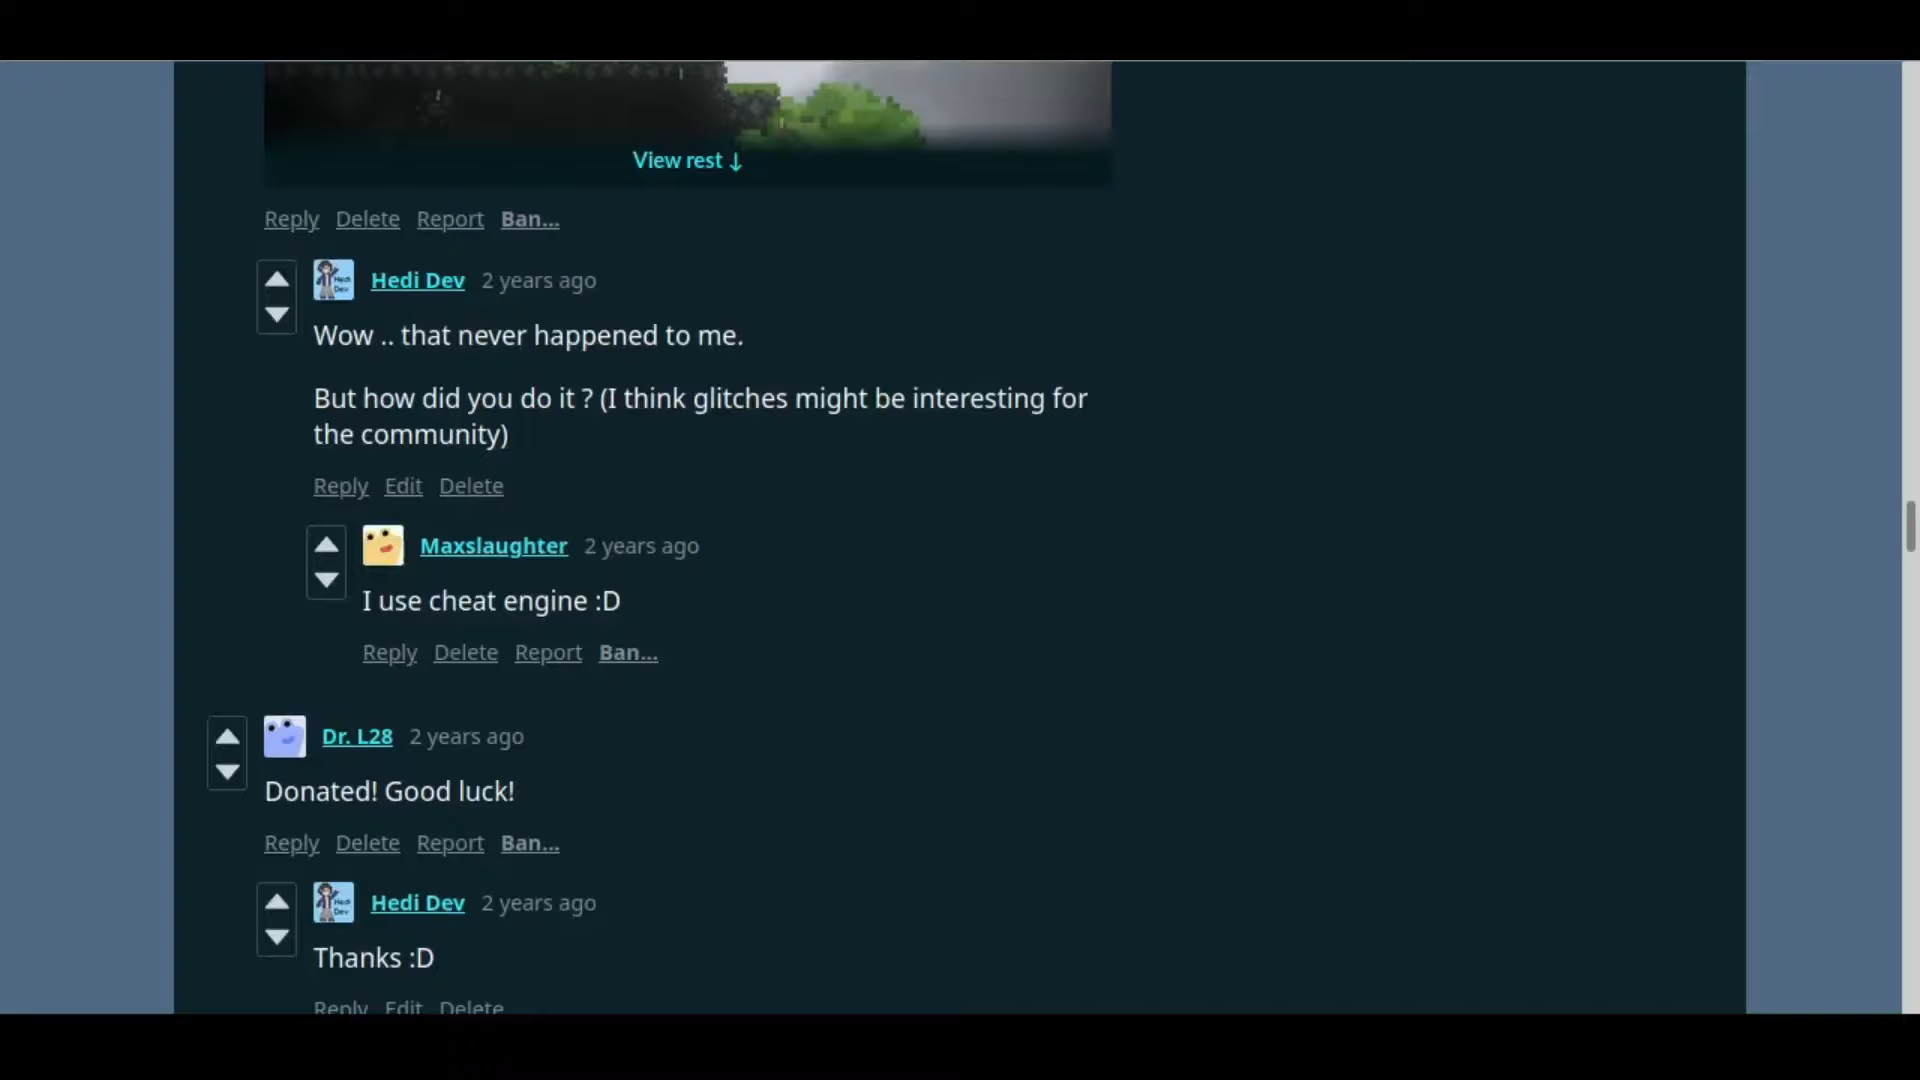 View rest ↓
Reply Delete Report Ban...
Hedi Dev 2 years ago
Wow .. that never happened to me.
But how did you do it ? (I think glitches might be interesting for
the community)
Reply Edit Delete
Maxslaughter 2 years ago
I use cheat engine :D
Reply Delete Report Ban...
Dr. L28 2 years ago
Donated! Good luck!
Reply Delete Report Ban...
Hedi Dev 2 years ago
Thanks :D
Reply Edit Delete